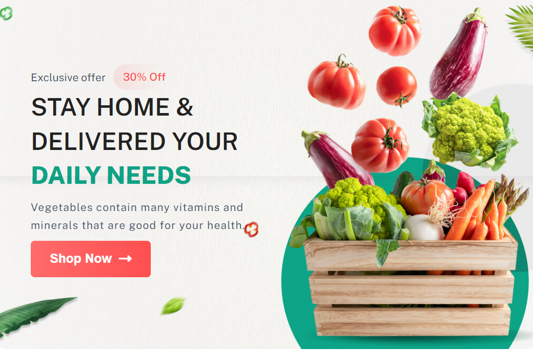 Exclusive offer 30% Off
STAY HOME &
DELIVERED YOUR
DAILY NEEDS
Vegetables contain many vitamins and
minerals that are good for your health.
Shop Now →